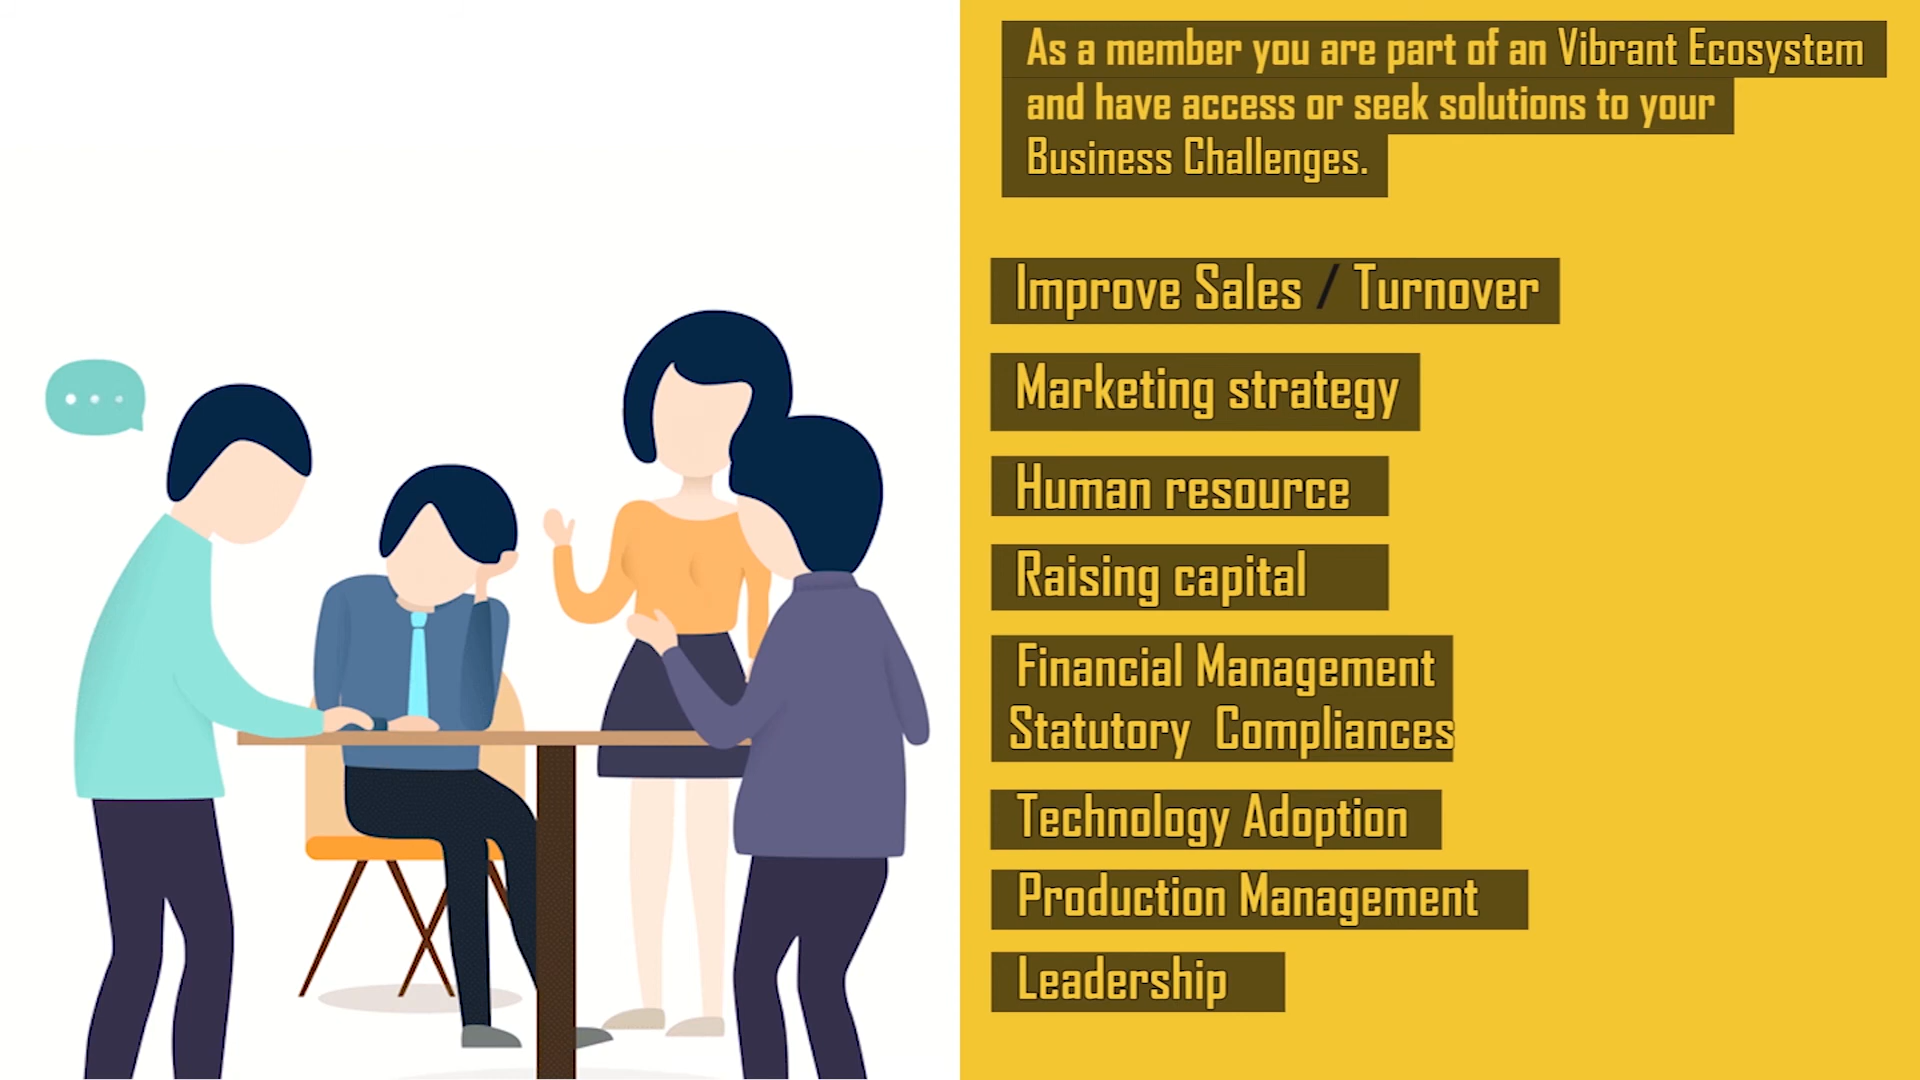 As a member you are part of an Vibrant Ecosystem
and have access or seek solutions to your
Business Challenges.
Improve Sales / Turnover
Marketing strategy
Human resource
Raising capital
Financial Management
Statutory Compliances
Technology Adoption
Production Management
Leadership